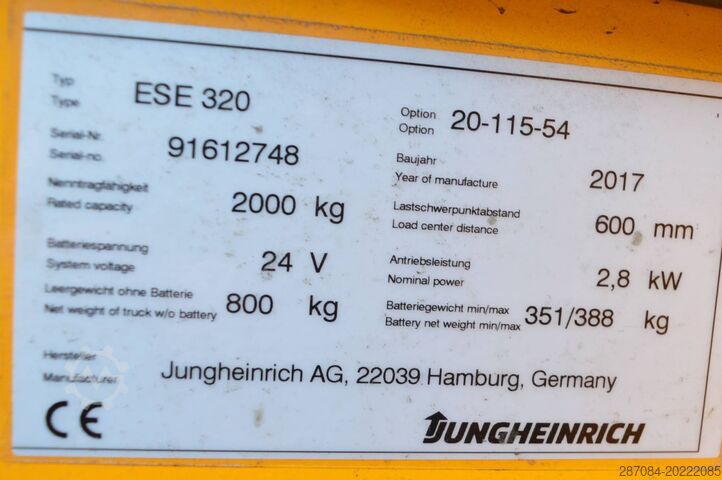 Typ
Type
ESE 320
Option
Option
20-115-54
Serial-Nr.
Serial-no.
91612748
Baujahr
Year of manufacture
2017
Nenntragfähigkeit
Rated capacity
2000 kg
Lastschwerpunktabstand
Load center distance
600 mm
Batteriespannung
System voltage
24 V
Antriebsleistung
Nominal power
2,8 kW
Leergewicht ohne Batterie
Net weight of truck w/o battery
800 kg
Batteriegewicht min/max
Battery net weight min/max
351/388 kg
Hersteller
Manufacturer
Jungheinrich AG, 22039 Hamburg, Germany
CE
JUNGHEINRICH
287084-20222085